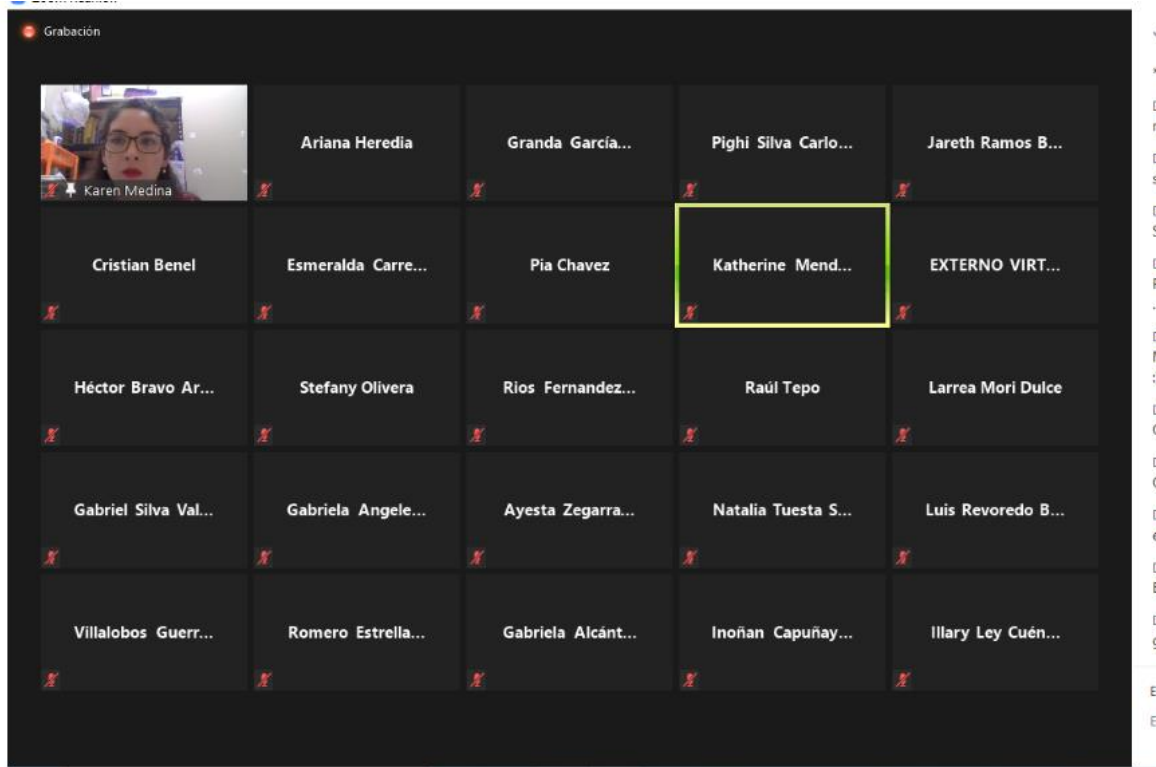 Grabación
Karen Medina
Ariana Heredia
Granda García...
Pighi Silva Carlo...
Jareth Ramos B...
Cristian Benel
Esmeralda Carre...
Pia Chavez
Katherine Mend...
EXTERNO VIRT...
Héctor Bravo Ar...
Stefany Olivera
Rios Fernandez...
Raúl Tepo
Larrea Mori Dulce
Gabriel Silva Val...
Gabriela Angele...
Ayesta Zegarra...
Natalia Tuesta S...
Luis Revoredo B...
Villalobos Guerr...
Romero Estrella...
Gabriela Alcánt...
Inoñan Capuñay...
Illary Ley Cuén...